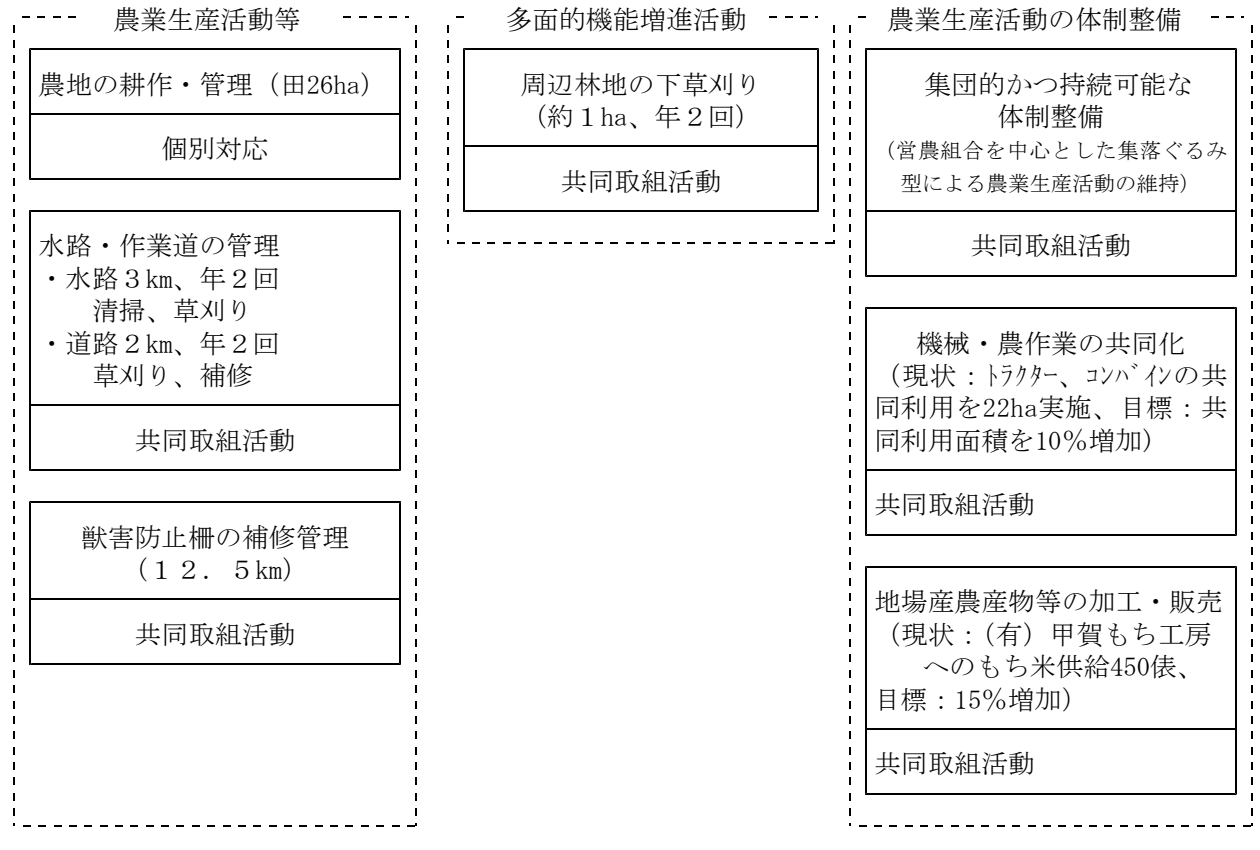 農業生産活動等
農地の耕作・管理（田26ha）
個別対応
水路・作業道の管理
・水路３km、年２回
清掃、草刈り
・道路２km、年２回
草刈り、補修
共同取組活動
獣害防止柵の補修管理
（１２．５km）
共同取組活動
多面的機能増進活動
周辺林地の下草刈り
（約１ha、年２回）
共同取組活動
農業生産活動の体制整備
集団的かつ持続可能な
体制整備
（営農組合を中心とした集落ぐるみ
型による農業生産活動の維持）
共同取組活動
機械・農作業の共同化
（現状：ﾄﾗｸﾀｰ、ｺﾝﾊﾞｲﾝの共
同利用を22ha実施、目標：共
同利用面積を10％増加）
共同取組活動
地場産農産物等の加工・販売
（現状：(有）甲賀もち工房
へのもち米供給450俵、
目標：15％増加）
共同取組活動